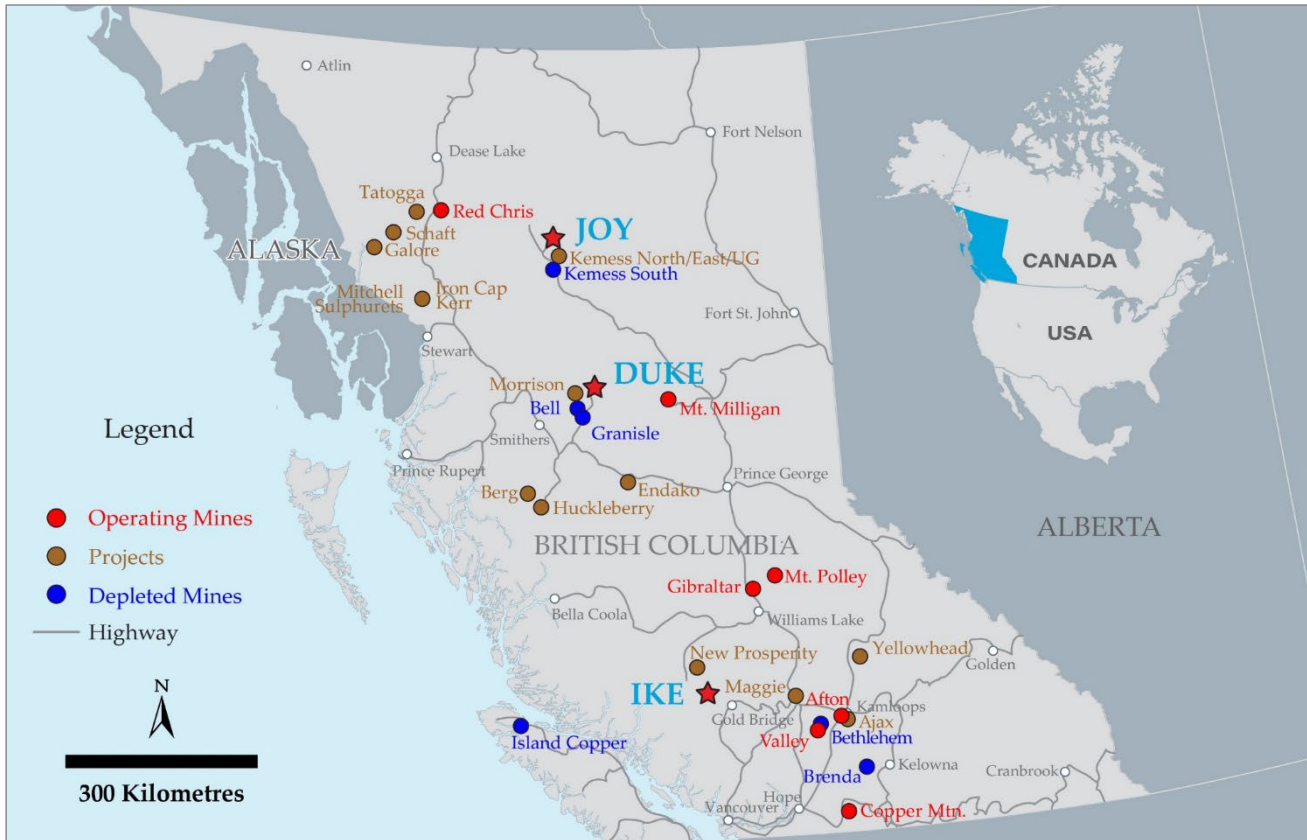 Atlin
Fort Nelson
Dease Lake
Tatogga
Red Chris
Schaft
Galore
ALASKA
JOY
Kemess North/East/UG
Kemess South
Mitchell
Sulphurets
Iron Cap
Kerr
Fort St. John
Stewart
CANADA
USA
DUKE
Morrison
Bell
Granisle
Mt. Milligan
Smithers
Prince Rupert
Prince George
Endako
Berg
Huckleberry
BRITISH COLUMBIA
ALBERTA
Gibraltar
Mt. Polley
Bella Coola
Williams Lake
New Prosperity
Yellowhead
Golden
IKE
Maggie
Afton
Gold Bridge
Kamloops
Ajax
Valley
Bethlehem
Island Copper
Brenda
Kelowna
Cranbrook
Vancouver
Hope
Copper Mtn.
Legend
Operating Mines
Projects
Depleted Mines
Highway
N
300 Kilometres